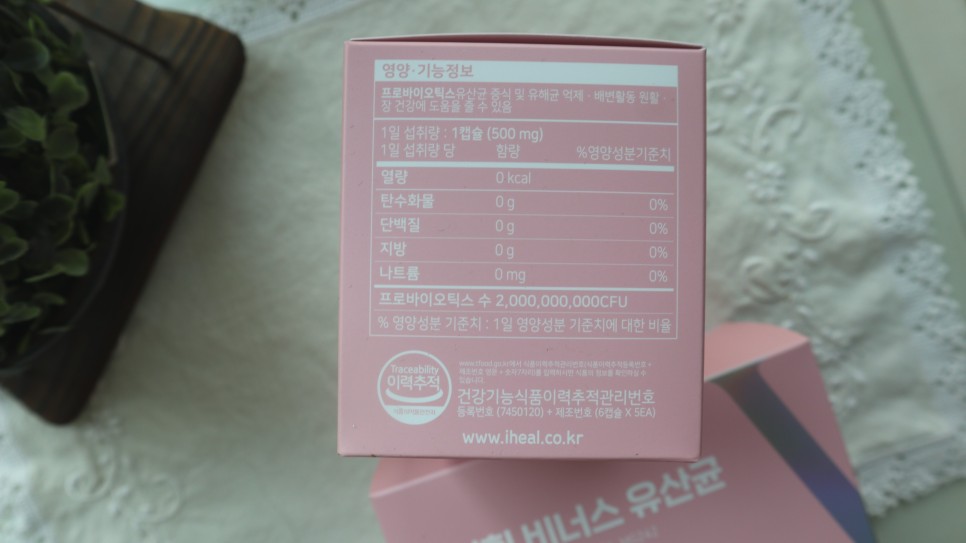 영양·기능정보
프로바이오틱스유산균 증식 및 유해균 억제·배변활동 원활·
장 건강에 도움을 줄 수 있음
1일 섭취량 : 1캡슐 (500 mg)
1일 섭취량 당 함량 %영양성분기준치
열량 0 kcal
탄수화물 0 g 0%
단백질 0 g 0%
지방 0 g 0%
나트륨 0 mg 0%
프로바이오틱스 수 2,000,000,000CFU
% 영양성분 기준치 : 1일 영양성분 기준치에 대한 비율
Traceability
이력추적
건강기능식품이력추적관리번호
등록번호 (7450120) + 제조번호 (6캡슐 X 5EA)
www.iheal.co.kr
비너스 유산균